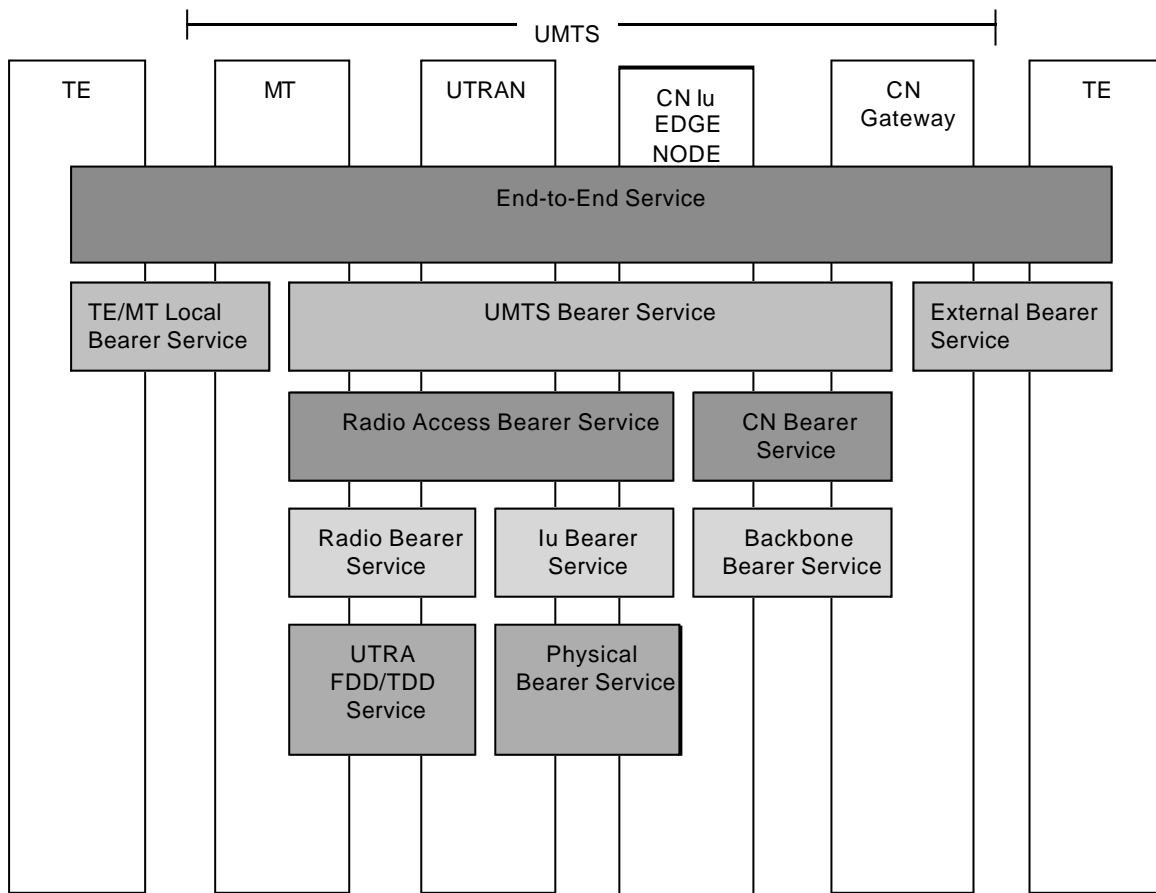 UMTS
TE
MT
UTRAN
CN Iu
EDGE
NODE
CN
Gateway
TE
End-to-End Service
TE/MT Local
Bearer Service
UMTS Bearer Service
External Bearer
Service
Radio Access Bearer Service
CN Bearer
Service
Radio Bearer
Service
Iu Bearer
Service
Backbone
Bearer Service
UTRA
FDD/TDD
Service
Physical
Bearer Service